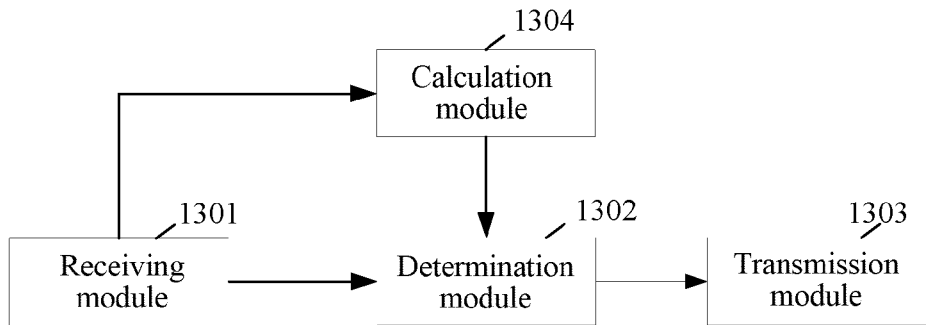 1304
Calculation
module
1301
1302
1303
Receiving
module
Determination
module
Transmission
module